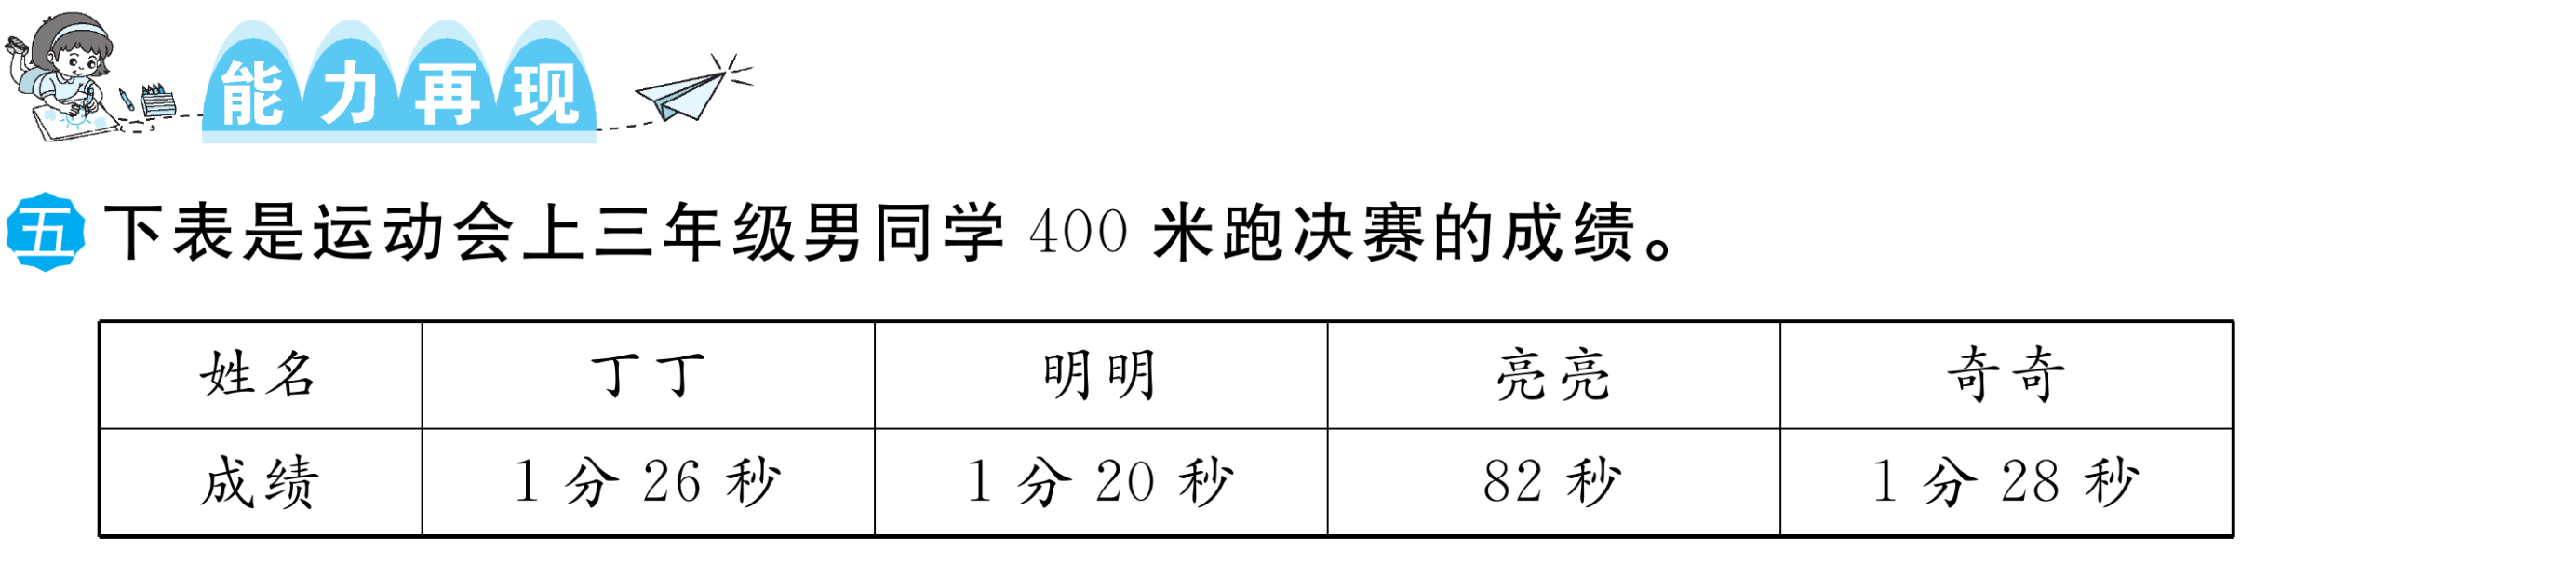 能力再现
五 下表是运动会上三年级男同学 400 米跑决赛的成绩。
姓名 丁丁 明明 亮亮 奇奇
成绩 1 分 26 秒 1 分 20 秒 82 秒 1 分 28 秒